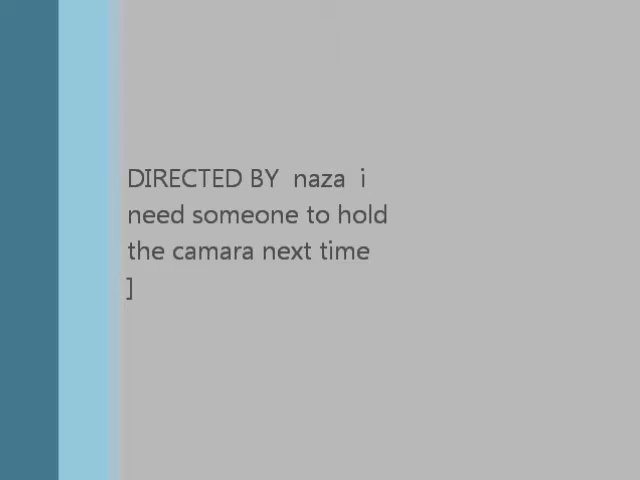 DIRECTED BY  naza  i
need someone to hold
the camara next time
]